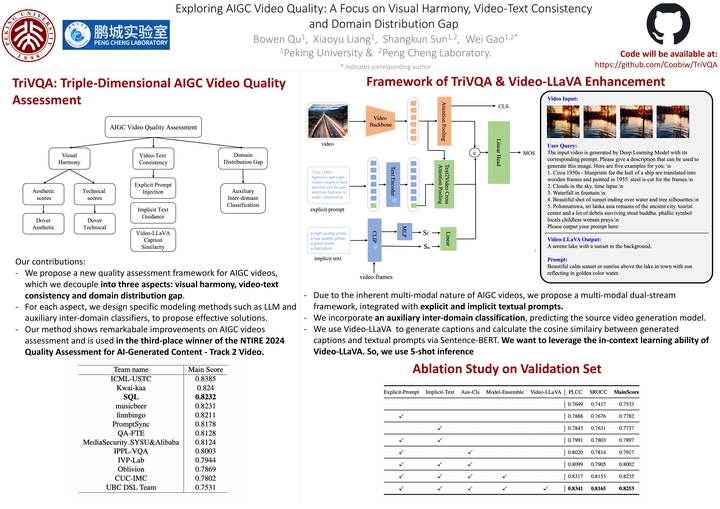 Exploring AIGC Video Quality: A Focus on Visual Harmony, Video-Text Consistency
and Domain Distribution Gap
Bowen Qu1, Xiaoyu Liang1, Shangkun Sun1,2, Wei Gao1,2*
1Peking University & 2Peng Cheng Laboratory.
* Indicates corresponding author
PEKING UNIVERSITY
1898
鹏城实验室
PENG CHENG LABORATORY
Code will be available at:
https://github.com/Coobiw/TriVQA
TriVQA: Triple-Dimensional AIGC Video Quality
Assessment
AIGC Video Quality Assessment
Visual
Harmony
Video-Text
Consistency
Domain
Distribution Gap
Aesthetic
scores
Technical
scores
Explicit Prompt
Injection
Auxiliary
Inter-domain
Classification
Implicit Text
Guidance
Dover
Aesthetic
Dover
Technical
Video-LLaVA
Caption
Similarity
Our contributions:
- We propose a new quality assessment framework for AIGC videos,
which we decouple into three aspects: visual harmony, video-text
consistency and domain distribution gap.
- For each aspect, we design specific modeling methods such as LLM and
auxiliary inter-domain classifiers, to propose effective solutions.
- Our method shows remarkabale improvements on AIGC videos
assessment and is used in the third-place winner of the NTIRE 2024
Quality Assessment for AI-Generated Content - Track 2 Video.
Team name Main Score
ICML-USTC 0.8385
Kwai-kaa 0.824
SQL 0.8232
musicbeer 0.8231
finnbingo 0.8211
PromptSync 0.8178
QA-FTE 0.8128
MediaSecurity_SYSU&Alibaba 0.8124
IPPL-VQA 0.8003
IVP-Lab 0.7944
Oblivion 0.7869
CUC-IMC 0.7802
UBC DSL Team 0.7531
Framework of TriVQA & Video-LLaVA Enhancement
video
Video
Backbone
Attention Pooling
CLS
Circa 1950s -
explicit prompt
Text Encoder
Text2Video Cross
Attention Pooling
c
Linear Head
MOS
a high quality photo
a low quality photo
a good photo
a bad photo
implicit text
CLIP
MLP
Sf
Sa
Linear
video frames
Video Input:
User Query:
The input video is generated by Deep Learning Model with its
corresponding prompt. Please give a description that can be used to
generate this image. Here are five examples for you: \n
1. Circa 1950s - blueprints for the hull of a ship are translated into
wooden frames and painted in 1955. steel is cut for the frames.\n
2. Clouds in the sky. time lapse.\n
3. Waterfall in fountain.\n
4. Beautiful shot of sunset ending over water and tree silhouettes.\n
5. Polonnaruwa, sri lanka asia remains of the ancient city. tourist
center and a lot of debris surviving stout buddha. phallic symbol
locals childless woman prays.\n
Please output your prompt here:
Video-LLaVA Output:
A serene lake with a sunset in the background.
Prompt:
Beautiful calm sunset or sunrise above the lake in town with sun
reflecting in golden color water.
- Due to the inherent multi-modal nature of AIGC videos, we propose a multi-modal dual-stream
framework, integrated with explicit and implicit textual prompts.
- We incorporate an auxiliary inter-domain classification, predicting the source video generation model.
- We use Video-LLaVA to generate captions and calculate the cosine similairy between generated
captions and textual prompts via Sentence-BERT. We want to leverage the in-context learning ability of
Video-LLaVA. So, we use 5-shot inference
Ablation Study on Validation Set
Explicit-Prompt Implicit-Text Aux-Cls Model-Ensemble Video-LLaVA PLCC SROCC MainScore
0.7649 0.7417 0.7533
✓ 0.7888 0.7676 0.7782
✓ 0.7843 0.7631 0.7737
✓ ✓ 0.7991 0.7803 0.7897
✓ ✓ 0.8020 0.7814 0.7917
✓ ✓ ✓ 0.8099 0.7905 0.8002
✓ ✓ ✓ ✓ 0.8317 0.8153 0.8235
✓ ✓ ✓ ✓ ✓ 0.8341 0.8165 0.8253